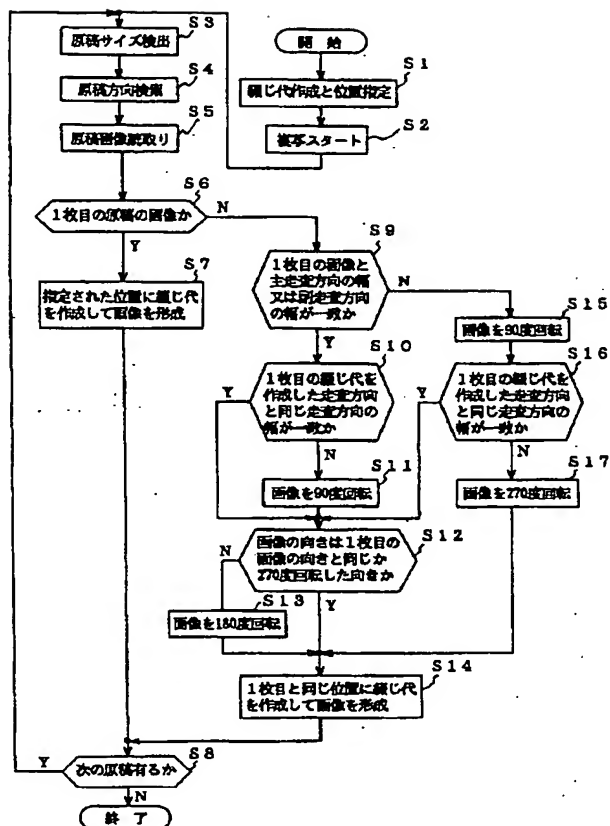 開 始
S1
綴じ代作成と位置指定
S2
複写スタート
S3
原稿サイズ検出
S4
原稿方向検索
S5
原稿画像読取り
S6
1枚目の原稿の画像か
N
Y
S7
指定された位置に綴じ代
を作成して画像を形成
S9
1枚目の画像と
主走査方向の幅
又は副走査方向
の幅が一致か
N
Y
S10
1枚目の綴じ代を
作成した走査方向
と同じ走査方向の
幅が一致か
Y
N
S11
画像を90度回転
S15
画像を90度回転
S16
1枚目の綴じ代を
作成した走査方向
と同じ走査方向の
幅が一致か
Y
N
S17
画像を270度回転
S12
画像の向きは1枚目の
画像の向きと同じか
270度回転した向きか
N
Y
S13
画像を180度回転
S14
1枚目と同じ位置に綴じ代
を作成して画像を形成
S8
次の原稿有るか
Y
N
終 了